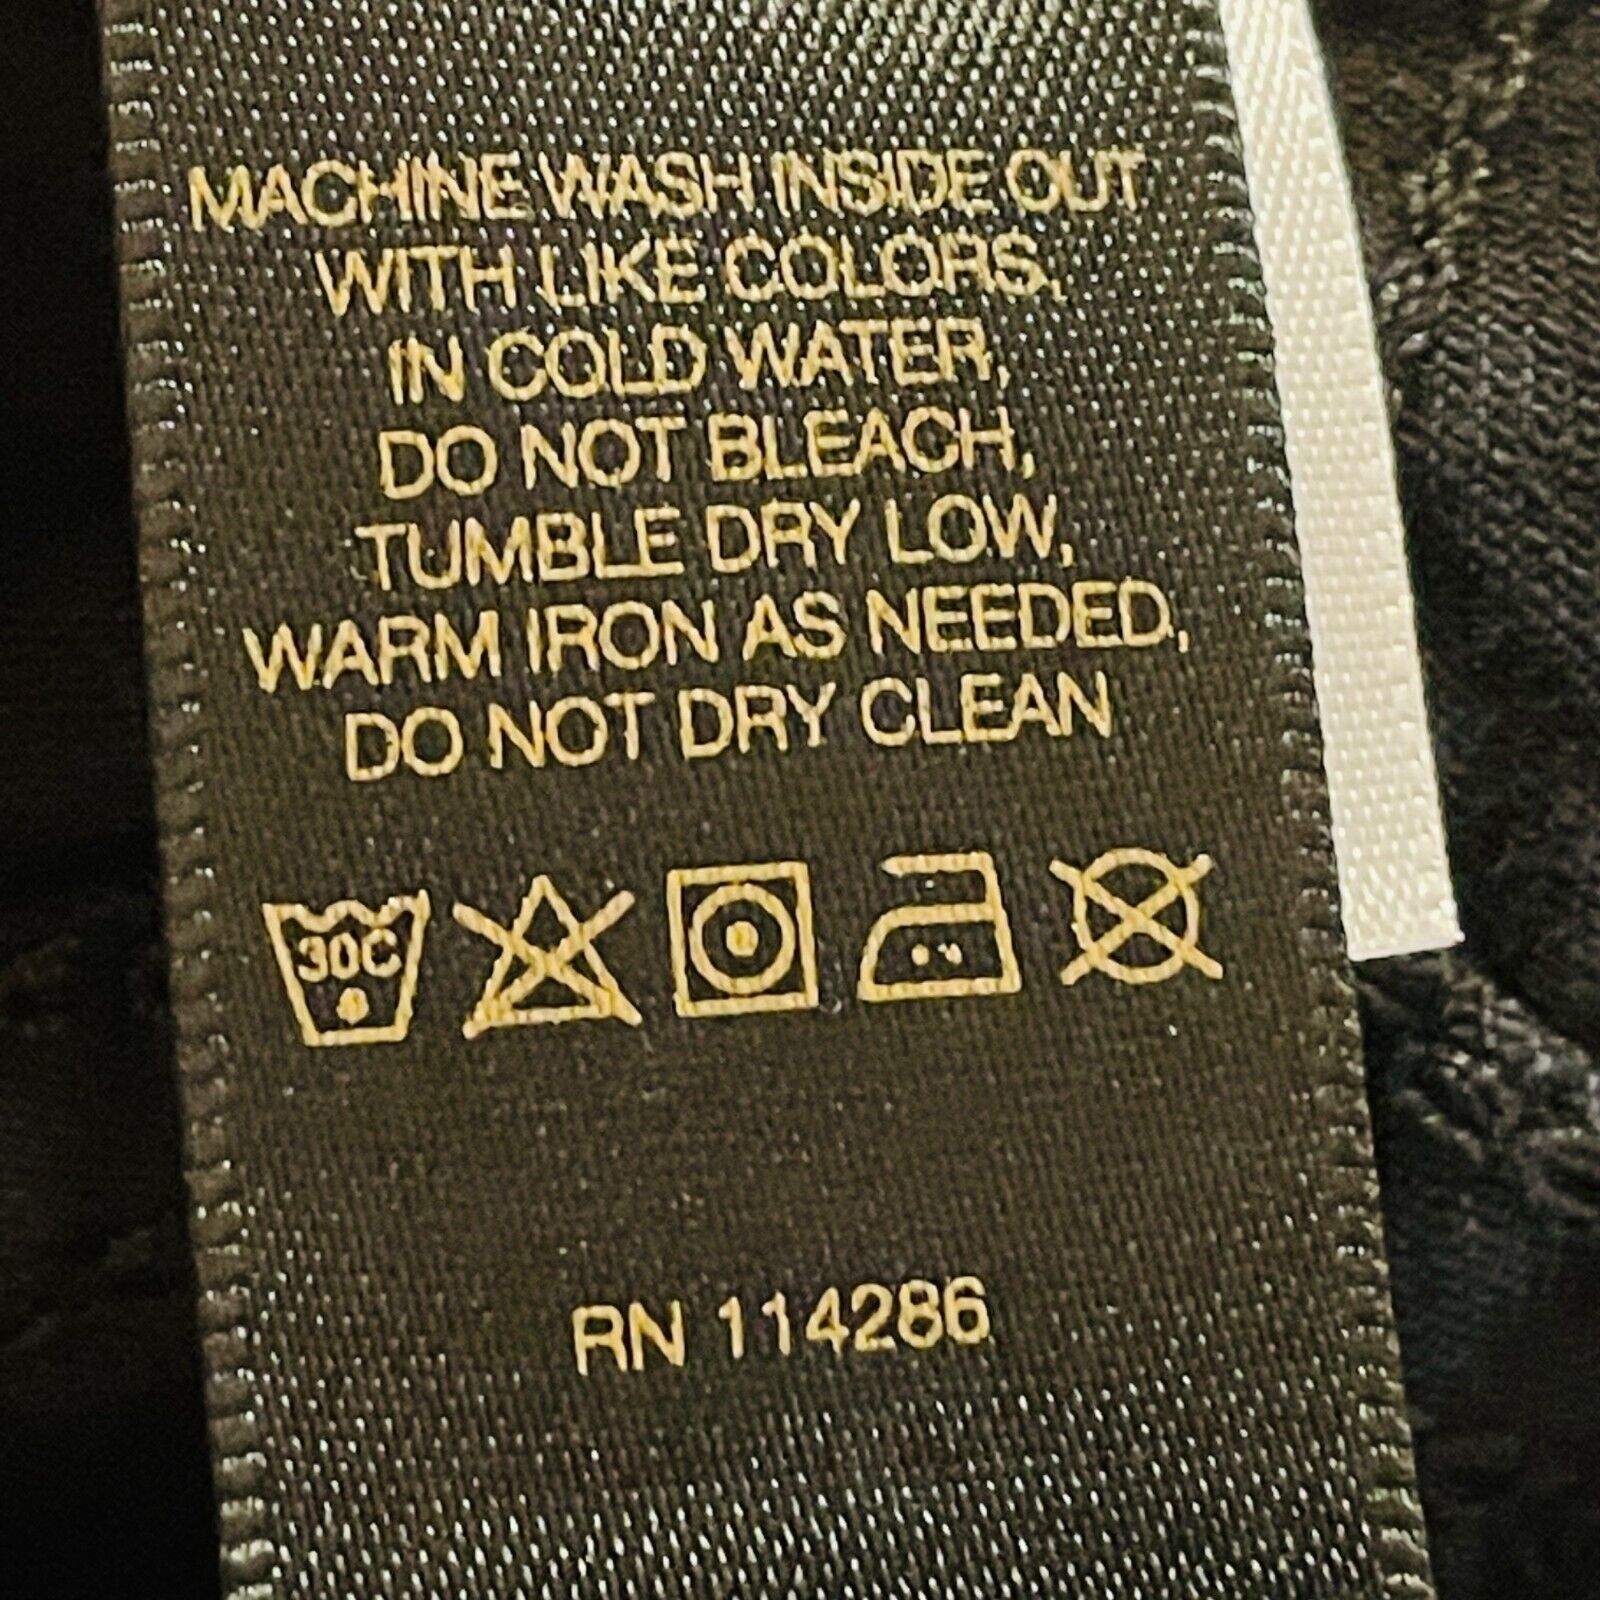 MACHINE WASH INSIDE OUT
WITH LIKE COLORS,
IN COLD WATER,
DO NOT BLEACH,
TUMBLE DRY LOW,
WARM IRON AS NEEDED,
DO NOT DRY CLEAN
30C
RN 114286